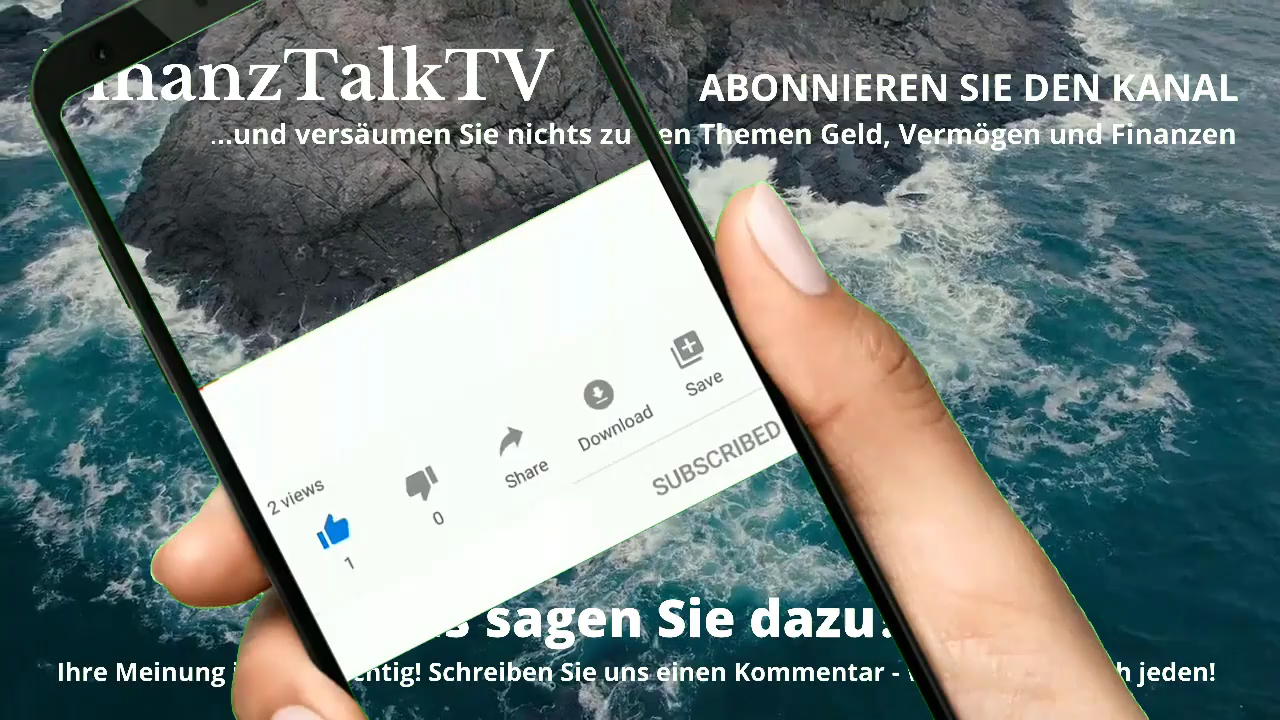 inanzTalkTV
ABONNIEREN SIE DEN KANAL
...und versäumen Sie nichts zu en Themen Geld, Vermögen und Finanzen
2 views
1
0
Share
Download
Save
SUBSCRIBED
sagen Sie dazu?
Ihre Meinung chtig! Schreiben Sie uns einen Kommentar - jeden!